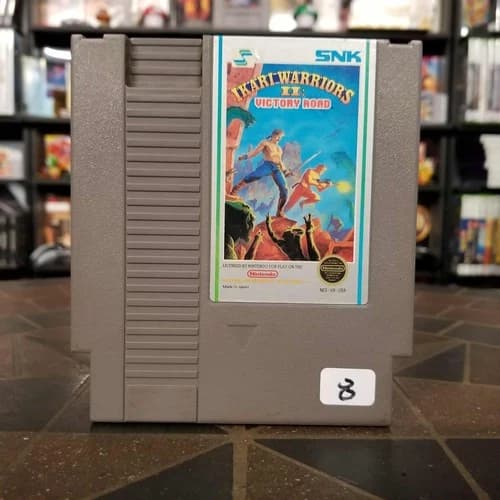 SNK
IKARI WARRIORS
II
VICTORY ROAD
LICENSED BY NINTENDO FOR PLAY ON THE
Nintendo
Made in Japan
8